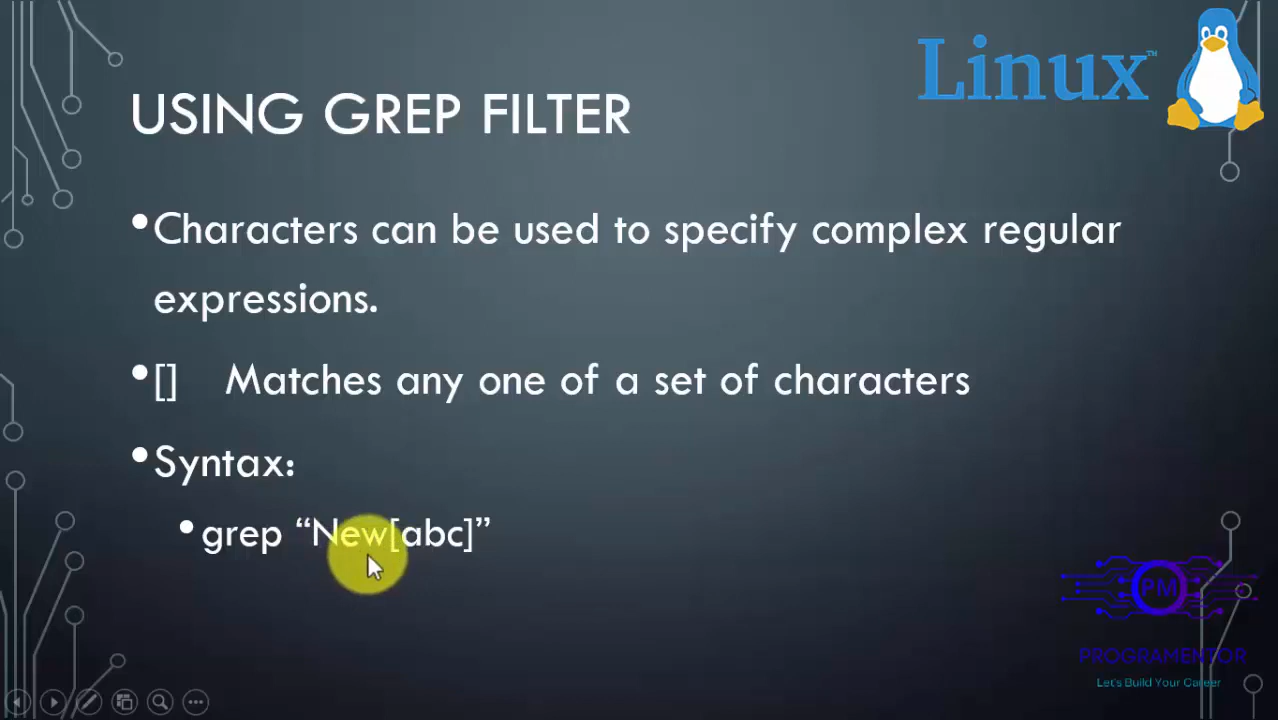 Linux™
USING GREP FILTER
•Characters can be used to specify complex regular
expressions.
•[] Matches any one of a set of characters
•Syntax:
•grep “New[abc]”
PM
PROGRAMENTOR
Let's Build Your Career